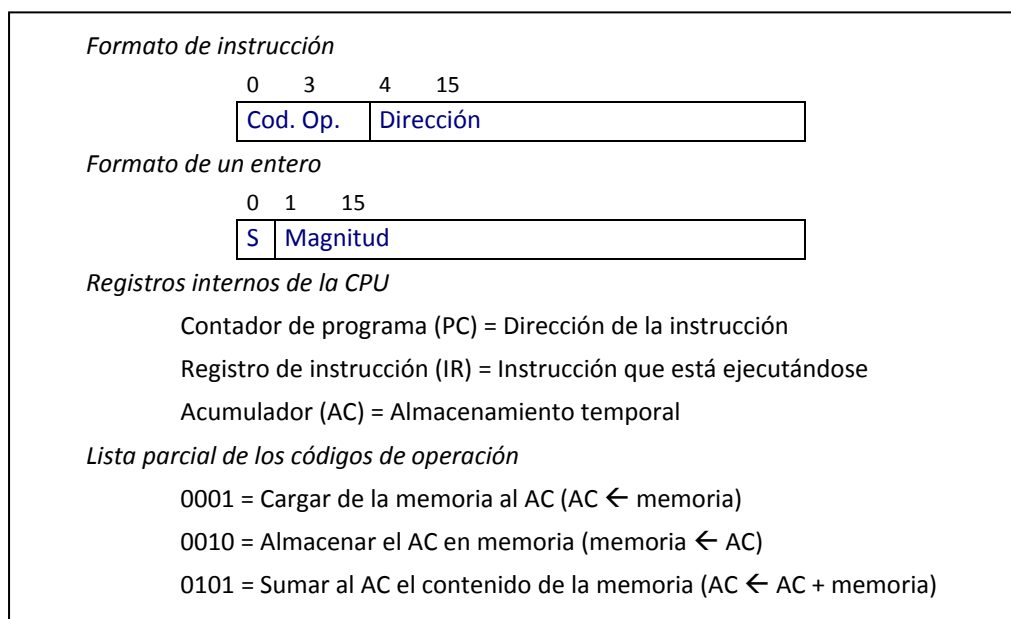 Formato de instrucción
0 3 4 15
Cod. Op. Dirección
Formato de un entero
0 1 15
S Magnitud
Registros internos de la CPU
Contador de programa (PC) = Dirección de la instrucción
Registro de instrucción (IR) = Instrucción que está ejecutándose
Acumulador (AC) = Almacenamiento temporal
Lista parcial de los códigos de operación
0001 = Cargar de la memoria al AC (AC ← memoria)
0010 = Almacenar el AC en memoria (memoria ← AC)
0101 = Sumar al AC el contenido de la memoria (AC ← AC + memoria)